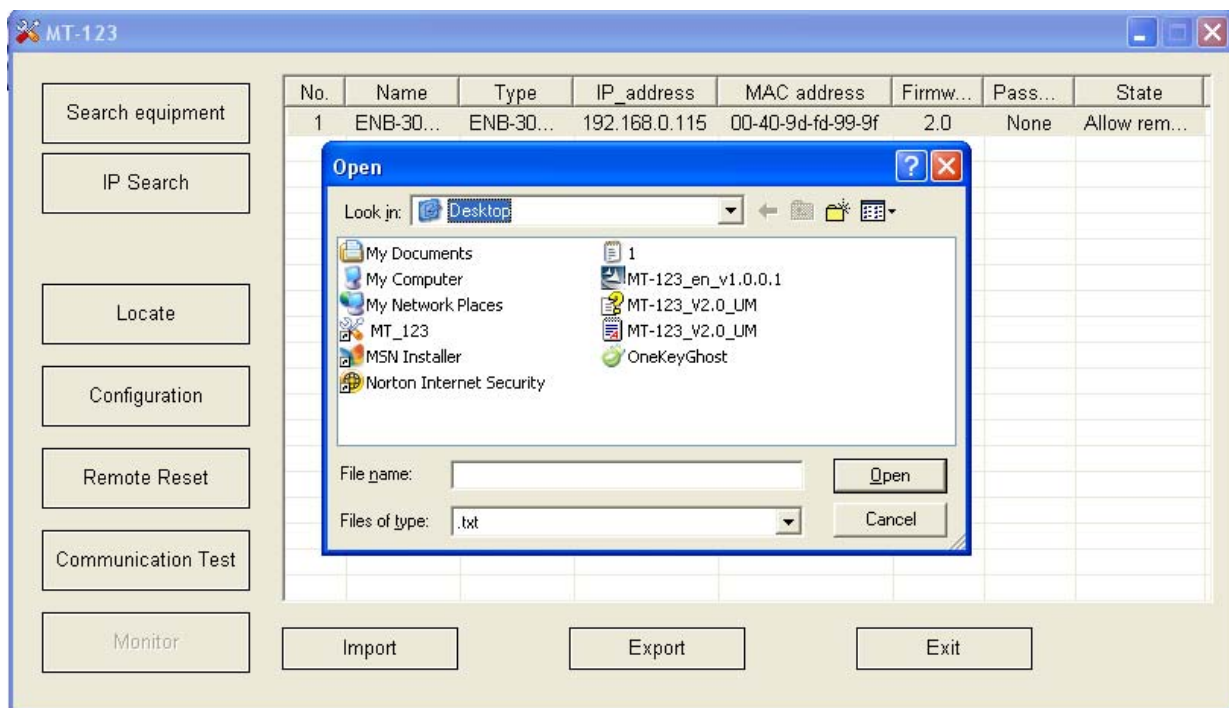 MT-123
Search equipment
IP Search
Locate
Configuration
Remote Reset
Communication Test
Monitor
No. Name Type IP_address MAC address Firmw... Pass... State
1 ENB-30... ENB-30... 192.168.0.115 00-40-9d-fd-99-9f 2.0 None Allow rem...
Open
Look in: Desktop
My Documents
My Computer
My Network Places
MT_123
MSN Installer
Norton Internet Security
1
MT-123_en_v1.0.0.1
MT-123_V2.0_UM
MT-123_V2.0_UM
OneKeyGhost
File name:
Open
Files of type: .txt
Cancel
Import
Export
Exit